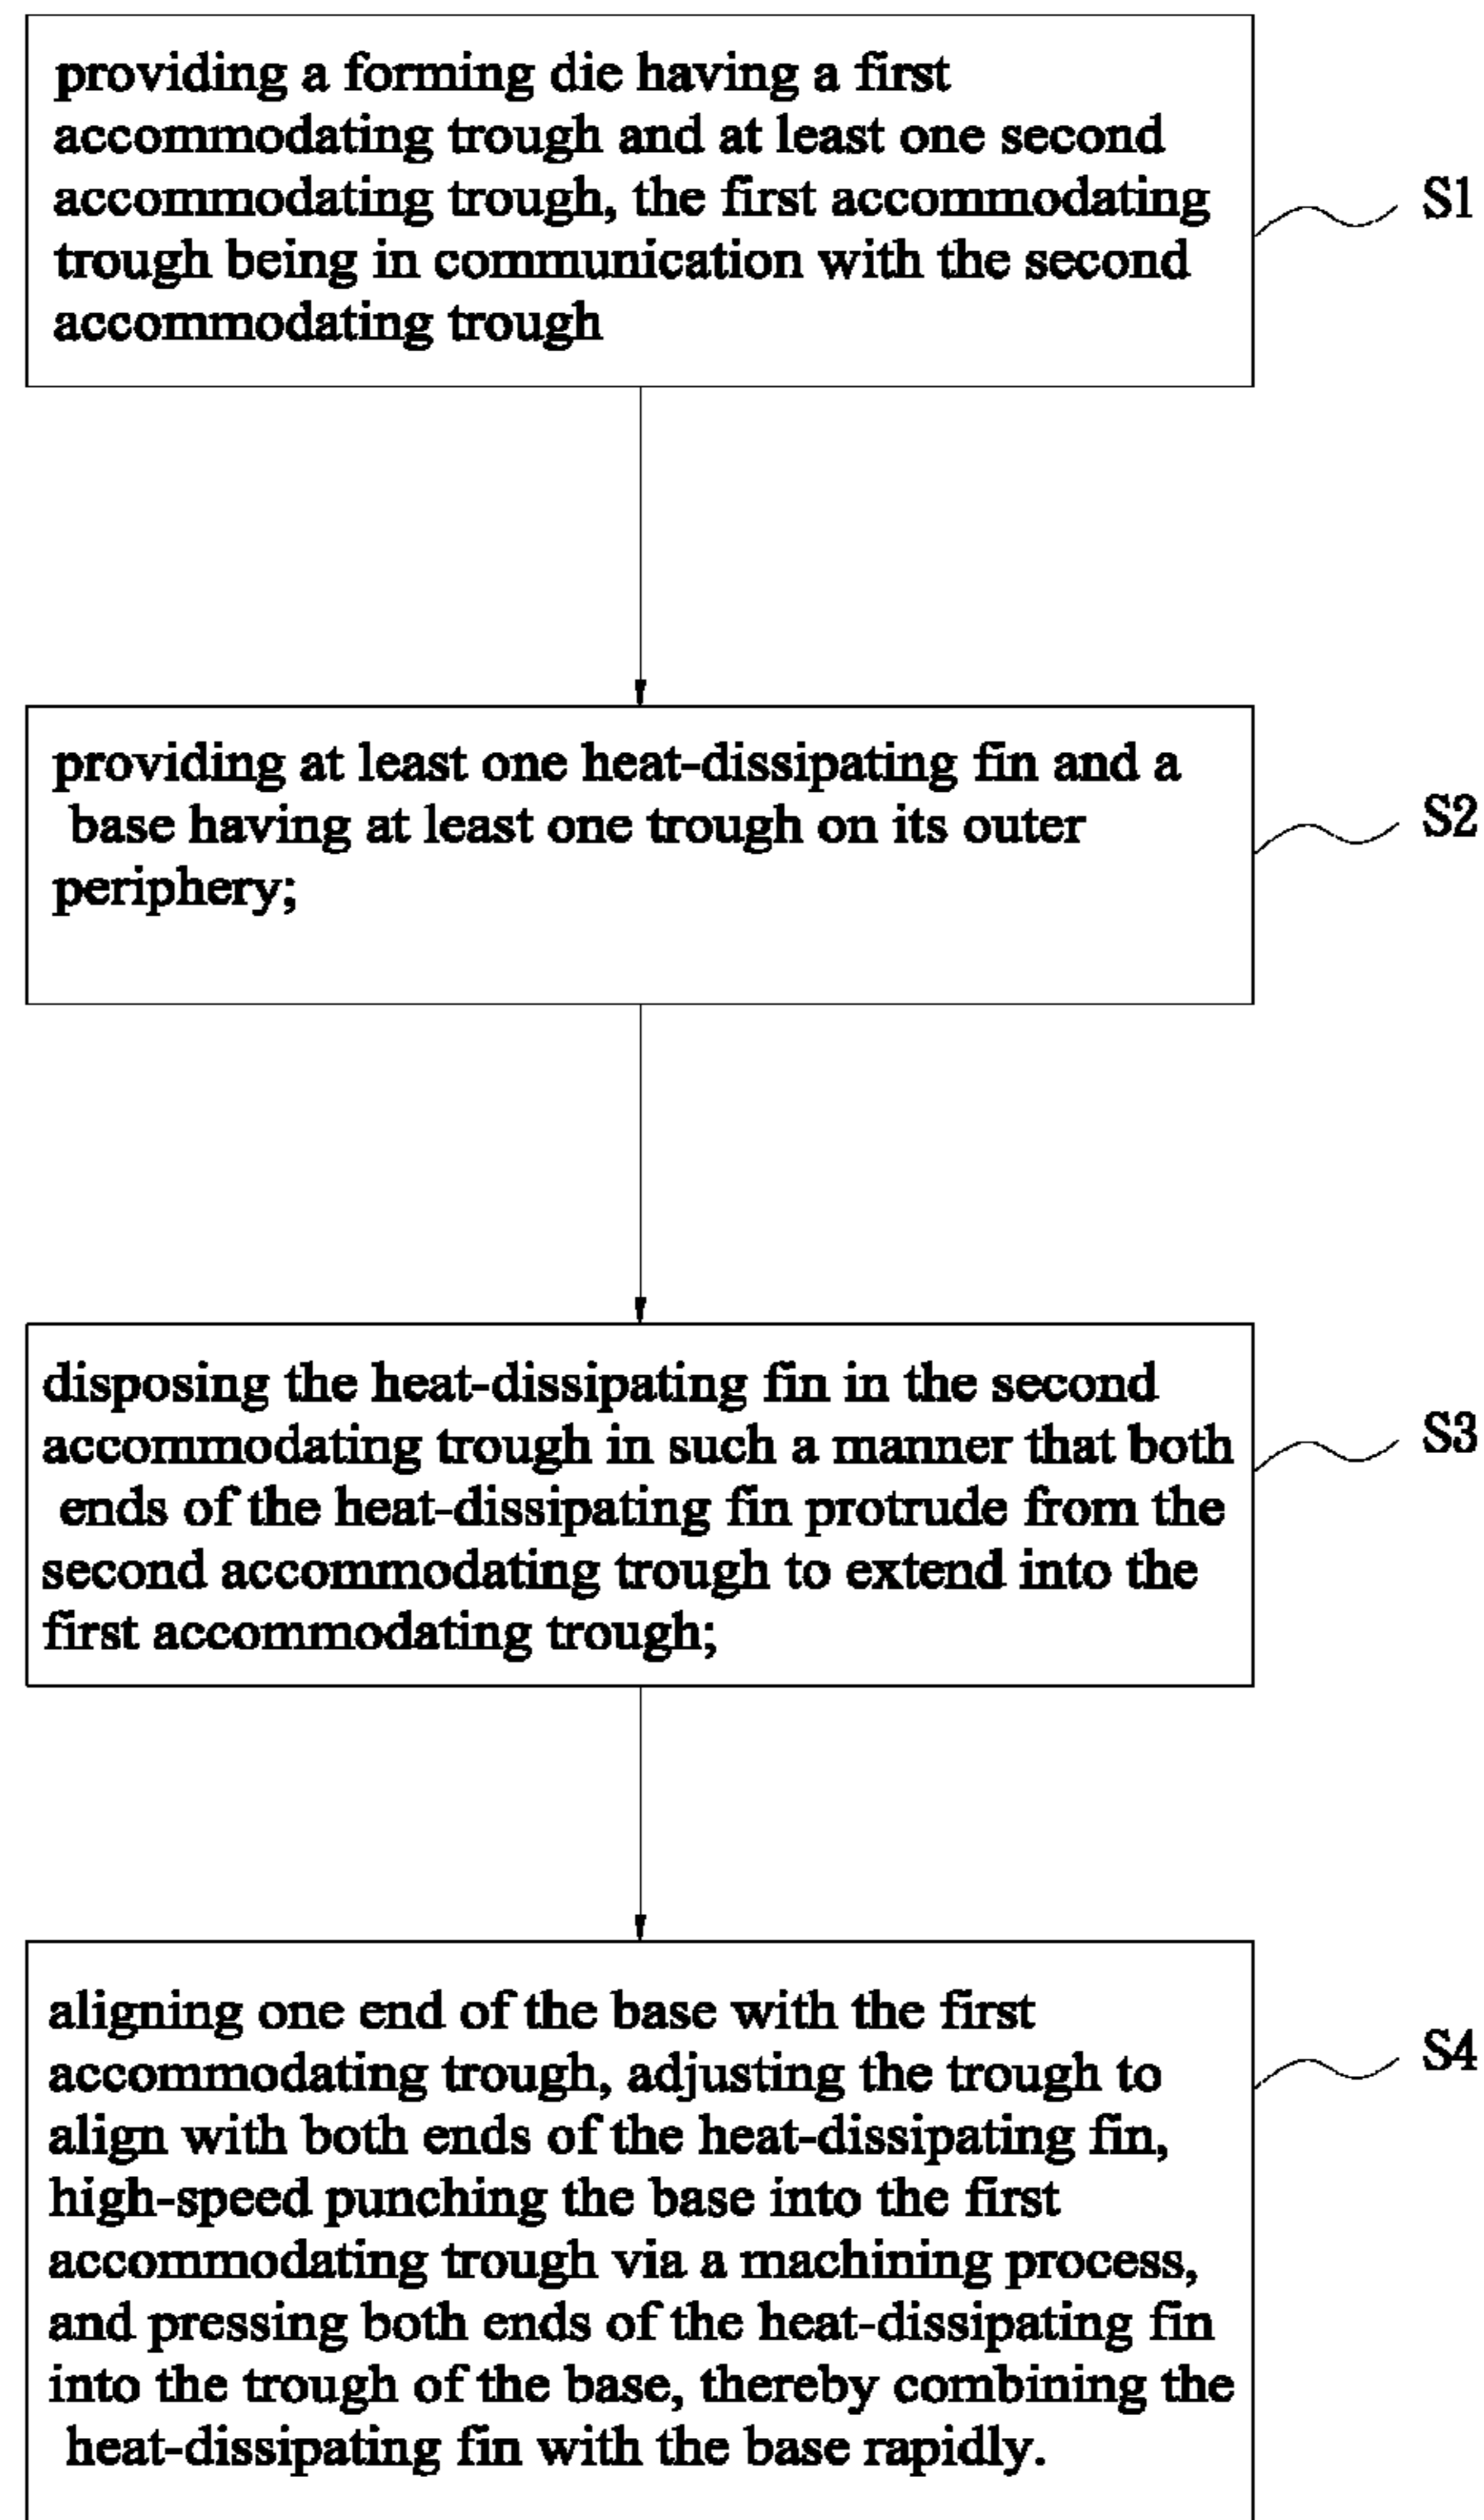 providing a forming die having a first
accommodating trough and at least one second
accommodating trough, the first accommodating
trough being in communication with the second
accommodating trough
S1
providing at least one heat-dissipating fin and a
base having at least one trough on its outer
periphery;
S2
disposing the heat-dissipating fin in the second
accommodating trough in such a manner that both
ends of the heat-dissipating fin protrude from the
second accommodating trough to extend into the
first accommodating trough;
S3
aligning one end of the base with the first
accommodating trough, adjusting the trough to
align with both ends of the heat-dissipating fin,
high-speed punching the base into the first
accommodating trough via a machining process,
and pressing both ends of the heat-dissipating fin
into the trough of the base, thereby combining the
heat-dissipating fin with the base rapidly.
S4